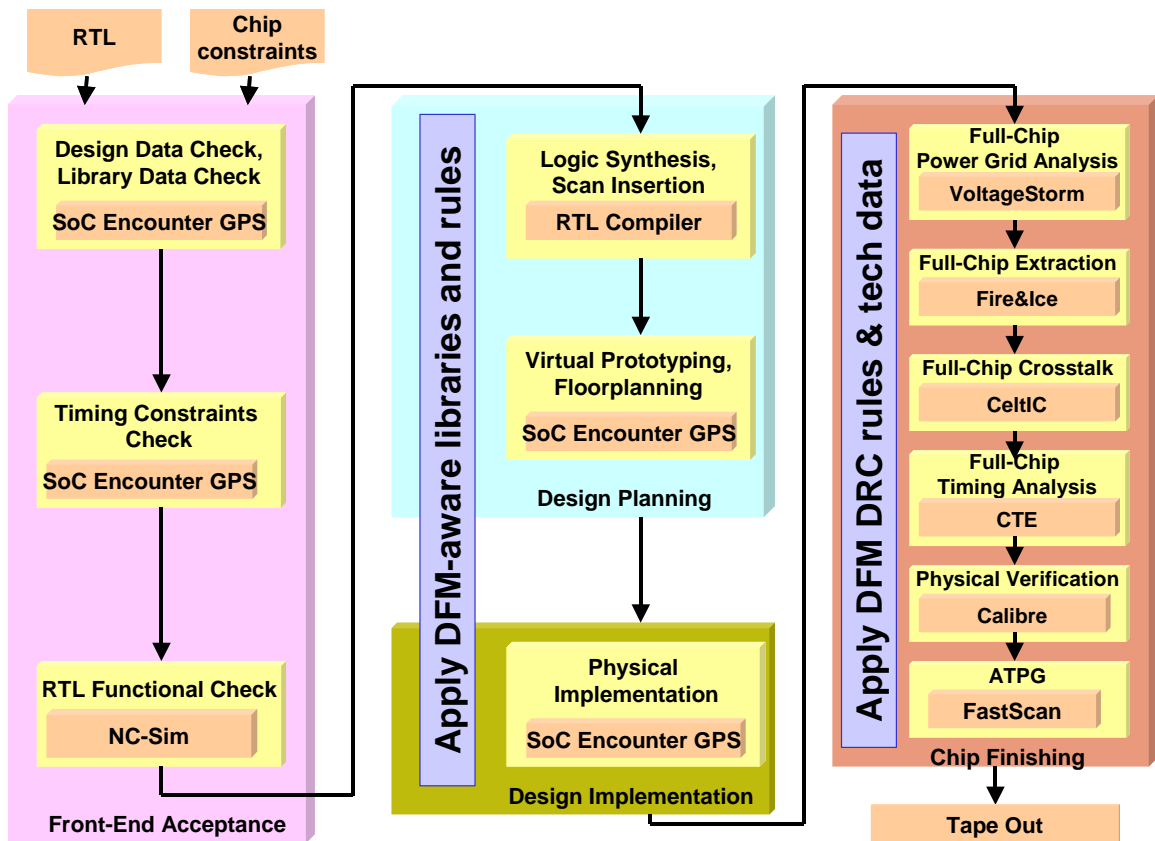 RTL
Chip
constraints
Design Data Check,
Library Data Check
SoC Encounter GPS
Timing Constraints
Check
SoC Encounter GPS
RTL Functional Check
NC-Sim
Front-End Acceptance
Apply DFM-aware libraries and rules
Logic Synthesis,
Scan Insertion
RTL Compiler
Virtual Prototyping,
Floorplanning
SoC Encounter GPS
Design Planning
Physical
Implementation
SoC Encounter GPS
Design Implementation
Apply DFM DRC rules & tech data
Full-Chip
Power Grid Analysis
VoltageStorm
Full-Chip Extraction
Fire&Ice
Full-Chip Crosstalk
CeltIC
Full-Chip
Timing Analysis
CTE
Physical Verification
Calibre
ATPG
FastScan
Chip Finishing
Tape Out